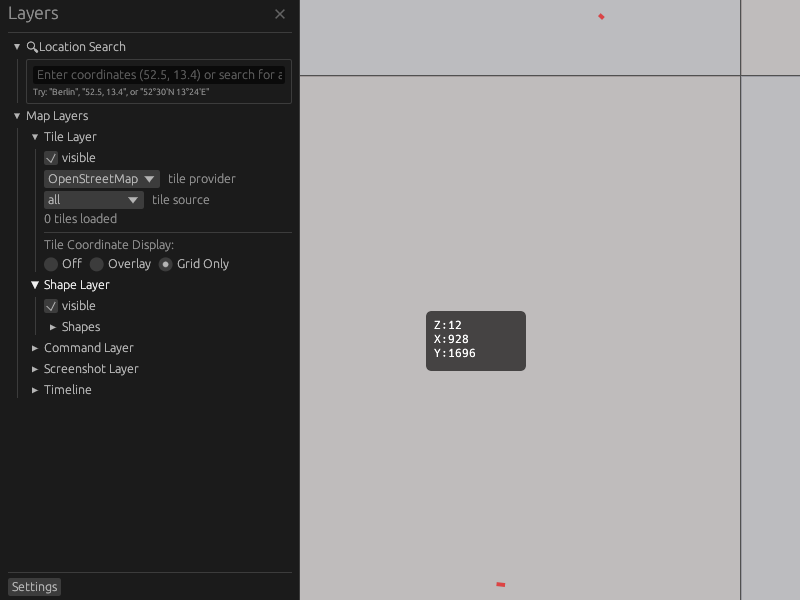 Layers
Location Search
Enter coordinates (52.5, 13.4) or search for a
Try: "Berlin", "52.5, 13.4", or "52°30'N 13°24'E"
Map Layers
Tile Layer
visible
OpenStreetMap tile provider
all tile source
0 tiles loaded
Tile Coordinate Display:
Off Overlay Grid Only
Shape Layer
visible
Shapes
Command Layer
Screenshot Layer
Timeline
Settings
Z:12
X:928
Y:1696